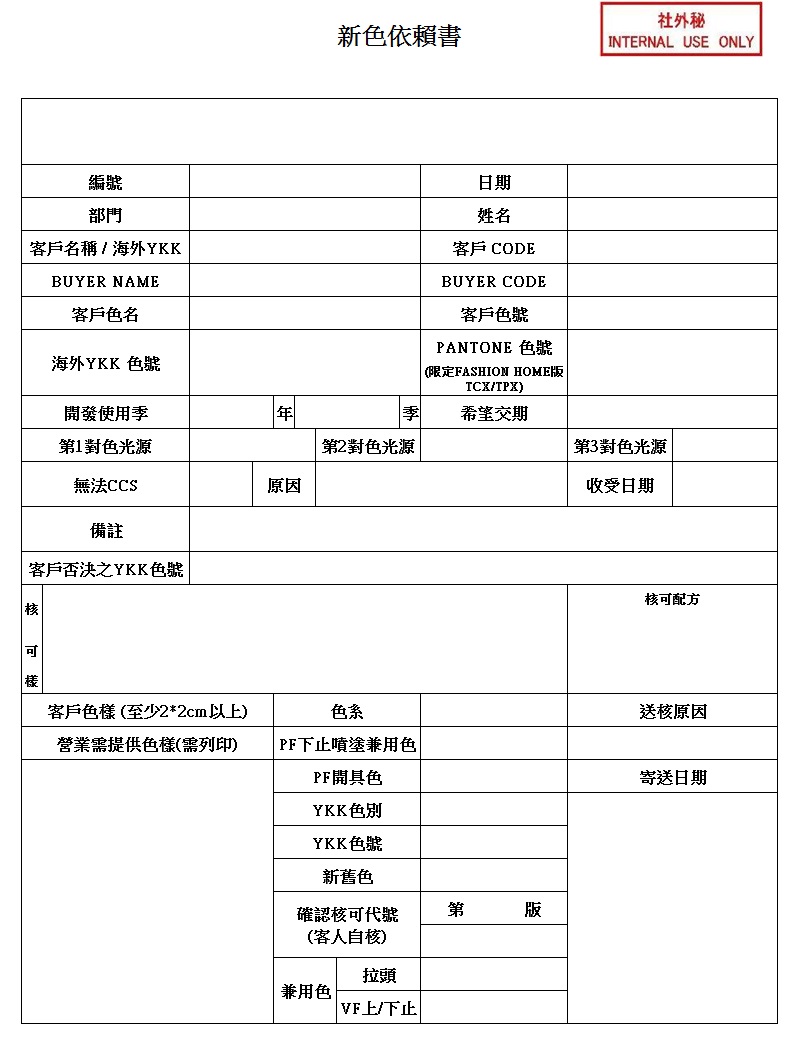 新色依賴書
社外秘
INTERNAL USE ONLY
編號 日期
部門 姓名
客戶名稱 / 海外YKK 客戶 CODE
BUYER NAME BUYER CODE
客戶色名 客戶色號
海外YKK 色號 PANTONE 色號
(限定FASHION HOME版
TCX/TPX)
開發使用季 年 季 希望交期
第1對色光源 第2對色光源 第3對色光源
無法CCS 原因 收受日期
備註
客戶否決之YKK色號
核 核可配方
可
樣
客戶色樣 (至少2*2cm以上) 色系 送核原因
營業需提供色樣(需列印) PF下止噴塗兼用色
PF開具色 寄送日期
YKK色別
YKK色號
新舊色
確認核可代號 第 版
(客人自核)
兼用色 拉頭
VF上/下止